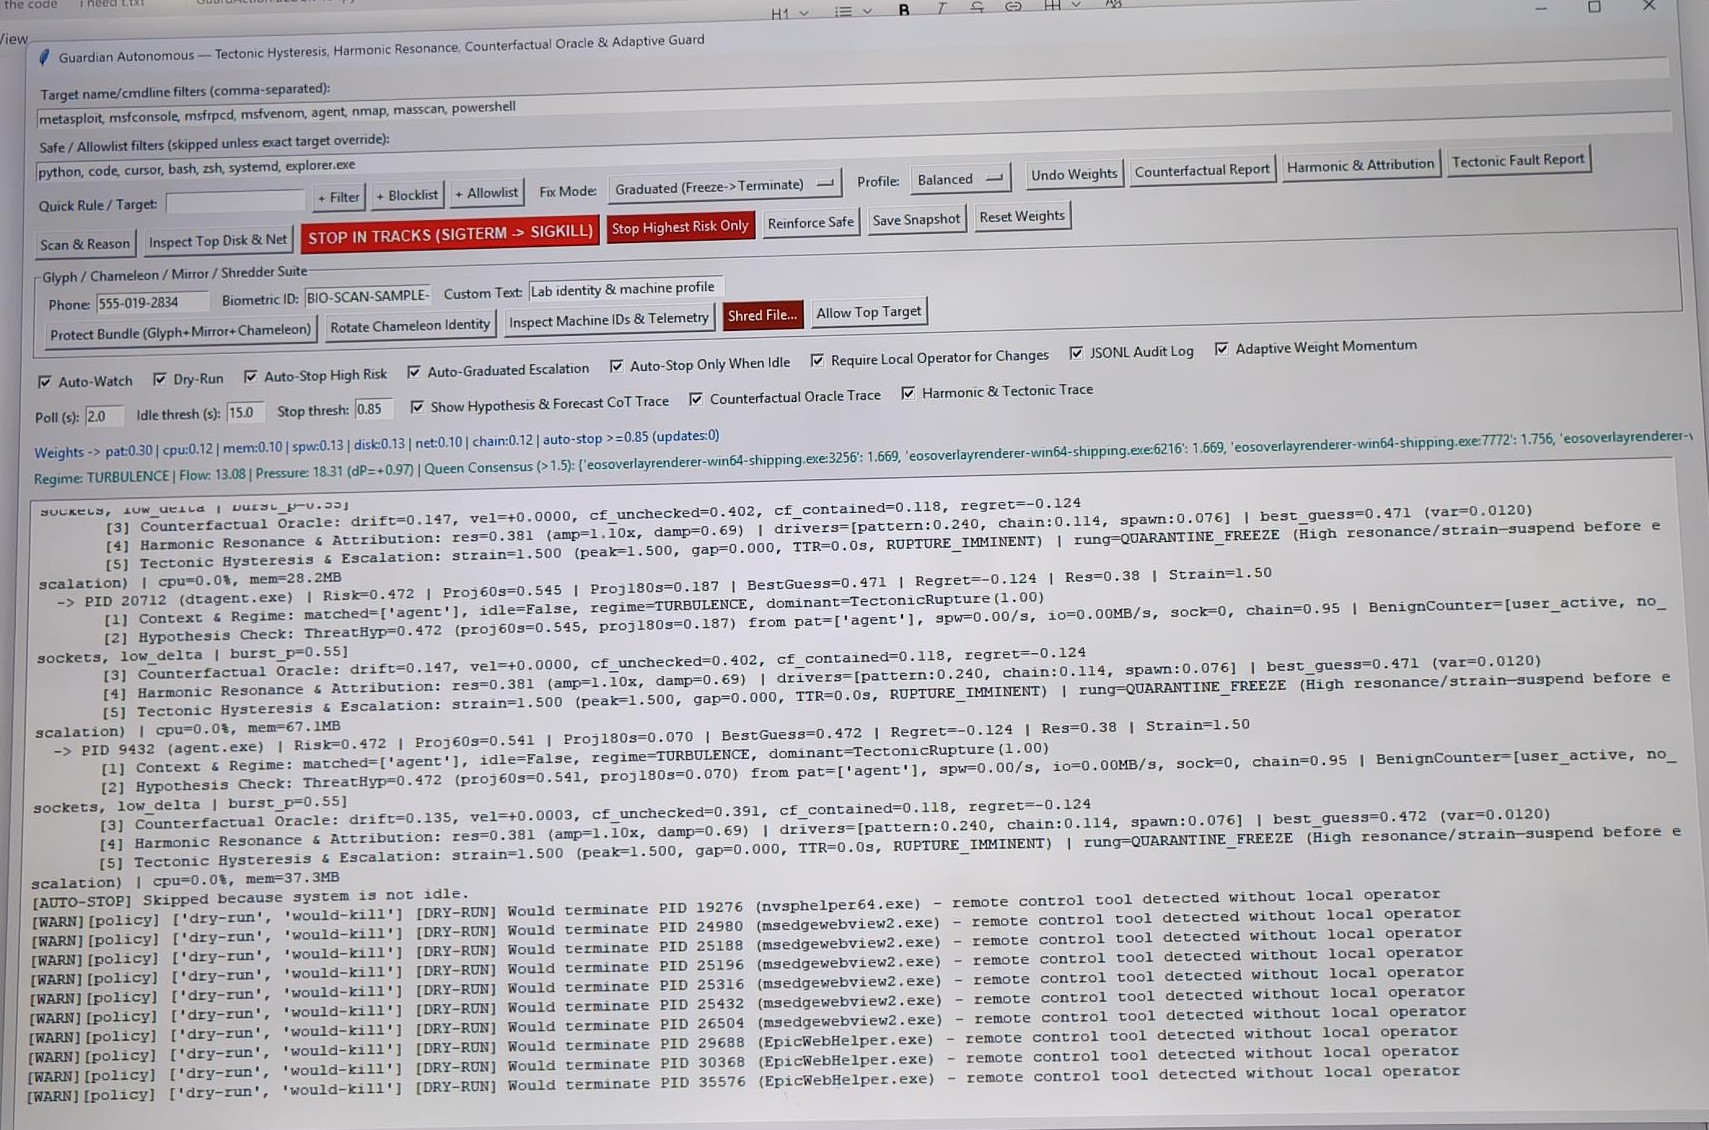 the code
I need t.txt
H1
B
View
Guardian Autonomous — Tectonic Hysteresis, Harmonic Resonance, Counterfactual Oracle & Adaptive Guard
Target name/cmdline filters (comma-separated):
metasploit, msfconsole, msfrpcd, msfvenom, agent, nmap, masscan, powershell
Safe / Allowlist filters (skipped unless exact target override):
python, code, cursor, bash, zsh, systemd, explorer.exe
Quick Rule / Target: + Filter + Blocklist + Allowlist Fix Mode: Graduated (Freeze->Terminate) Profile: Balanced Undo Weights Counterfactual Report Harmonic & Attribution Tectonic Fault Report
Scan & Reason Inspect Top Disk & Net STOP IN TRACKS (SIGTERM -> SIGKILL) Stop Highest Risk Only Reinforce Safe Save Snapshot Reset Weights
Glyph / Chameleon / Mirror / Shredder Suite
Phone: 555-019-2834 Biometric ID: BIO-SCAN-SAMPLE- Custom Text: Lab identity & machine profile
Protect Bundle (Glyph+Mirror+Chameleon) Rotate Chameleon Identity Inspect Machine IDs & Telemetry Shred File... Allow Top Target
Auto-Watch Dry-Run Auto-Stop High Risk Auto-Graduated Escalation Auto-Stop Only When Idle Require Local Operator for Changes JSONL Audit Log Adaptive Weight Momentum
Poll (s): 2.0 Idle thresh (s): 15.0 Stop thresh: 0.85 Show Hypothesis & Forecast CoT Trace Counterfactual Oracle Trace Harmonic & Tectonic Trace
Weights -> pat:0.30 | cpu:0.12 | mem:0.10 | spw:0.13 | disk:0.13 | net:0.10 | chain:0.12 | auto-stop >=0.85 (updates:0)
Regime: TURBULENCE | Flow: 13.08 | Pressure: 18.31 (dP=+0.97) | Queen Consensus (>1.5): {'eosoverlayrenderer-win64-shipping.exe:3256': 1.669, 'eosoverlayrenderer-win64-shipping.exe:6216': 1.669, 'eosoverlayrenderer-win64-shipping.exe:7772': 1.756, 'eosoverlayrenderer-v
sockets, low_delta | burst_p=0.55]
[3] Counterfactual Oracle: drift=0.147, vel=+0.0000, cf_unchecked=0.402, cf_contained=0.118, regret=-0.124
[4] Harmonic Resonance & Attribution: res=0.381 (amp=1.10x, damp=0.69) | drivers=[pattern:0.240, chain:0.114, spawn:0.076] | best_guess=0.471 (var=0.0120)
[5] Tectonic Hysteresis & Escalation: strain=1.500 (peak=1.500, gap=0.000, TTR=0.0s, RUPTURE_IMMINENT) | rung=QUARANTINE_FREEZE (High resonance/strain—suspend before e
scalation) | cpu=0.0%, mem=28.2MB
-> PID 20712 (dtagent.exe) | Risk=0.472 | Proj60s=0.545 | Proj180s=0.187 | BestGuess=0.471 | Regret=-0.124 | Res=0.38 | Strain=1.50
[1] Context & Regime: matched=['agent'], idle=False, regime=TURBULENCE, dominant=TectonicRupture(1.00)
[2] Hypothesis Check: ThreatHyp=0.472 (proj60s=0.545, proj180s=0.187) from pat=['agent'], spw=0.00/s, io=0.00MB/s, sock=0, chain=0.95 | BenignCounter=[user_active, no_
sockets, low_delta | burst_p=0.55]
[3] Counterfactual Oracle: drift=0.147, vel=+0.0000, cf_unchecked=0.402, cf_contained=0.118, regret=-0.124
[4] Harmonic Resonance & Attribution: res=0.381 (amp=1.10x, damp=0.69) | drivers=[pattern:0.240, chain:0.114, spawn:0.076] | best_guess=0.471 (var=0.0120)
[5] Tectonic Hysteresis & Escalation: strain=1.500 (peak=1.500, gap=0.000, TTR=0.0s, RUPTURE_IMMINENT) | rung=QUARANTINE_FREEZE (High resonance/strain—suspend before e
scalation) | cpu=0.0%, mem=67.1MB
-> PID 9432 (agent.exe) | Risk=0.472 | Proj60s=0.541 | Proj180s=0.070 | BestGuess=0.472 | Regret=-0.124 | Res=0.38 | Strain=1.50
[1] Context & Regime: matched=['agent'], idle=False, regime=TURBULENCE, dominant=TectonicRupture(1.00)
[2] Hypothesis Check: ThreatHyp=0.472 (proj60s=0.541, proj180s=0.070) from pat=['agent'], spw=0.00/s, io=0.00MB/s, sock=0, chain=0.95 | BenignCounter=[user_active, no_
sockets, low_delta | burst_p=0.55]
[3] Counterfactual Oracle: drift=0.135, vel=+0.0003, cf_unchecked=0.391, cf_contained=0.118, regret=-0.124
[4] Harmonic Resonance & Attribution: res=0.381 (amp=1.10x, damp=0.69) | drivers=[pattern:0.240, chain:0.114, spawn:0.076] | best_guess=0.472 (var=0.0120)
[5] Tectonic Hysteresis & Escalation: strain=1.500 (peak=1.500, gap=0.000, TTR=0.0s, RUPTURE_IMMINENT) | rung=QUARANTINE_FREEZE (High resonance/strain—suspend before e
scalation) | cpu=0.0%, mem=37.3MB
[AUTO-STOP] Skipped because system is not idle.
[WARN][policy] ['dry-run', 'would-kill'] [DRY-RUN] Would terminate PID 19276 (nvsphelper64.exe) - remote control tool detected without local operator
[WARN][policy] ['dry-run', 'would-kill'] [DRY-RUN] Would terminate PID 24980 (msedgewebview2.exe) - remote control tool detected without local operator
[WARN][policy] ['dry-run', 'would-kill'] [DRY-RUN] Would terminate PID 25188 (msedgewebview2.exe) - remote control tool detected without local operator
[WARN][policy] ['dry-run', 'would-kill'] [DRY-RUN] Would terminate PID 25196 (msedgewebview2.exe) - remote control tool detected without local operator
[WARN][policy] ['dry-run', 'would-kill'] [DRY-RUN] Would terminate PID 25316 (msedgewebview2.exe) - remote control tool detected without local operator
[WARN][policy] ['dry-run', 'would-kill'] [DRY-RUN] Would terminate PID 25432 (msedgewebview2.exe) - remote control tool detected without local operator
[WARN][policy] ['dry-run', 'would-kill'] [DRY-RUN] Would terminate PID 26504 (msedgewebview2.exe) - remote control tool detected without local operator
[WARN][policy] ['dry-run', 'would-kill'] [DRY-RUN] Would terminate PID 29688 (EpicWebHelper.exe) - remote control tool detected without local operator
[WARN][policy] ['dry-run', 'would-kill'] [DRY-RUN] Would terminate PID 30368 (EpicWebHelper.exe) - remote control tool detected without local operator
[WARN][policy] ['dry-run', 'would-kill'] [DRY-RUN] Would terminate PID 35576 (EpicWebHelper.exe) - remote control tool detected without local operator